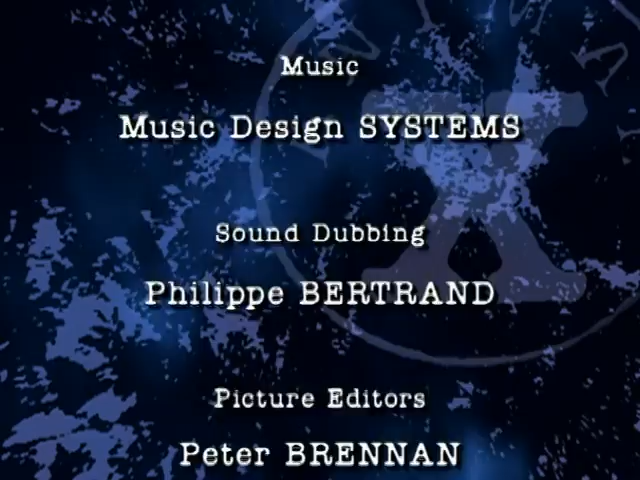 Music
Music Design SYSTEMS
Sound Dubbing
Philippe BERTRAND
Picture Editors
Peter BRENNAN
X